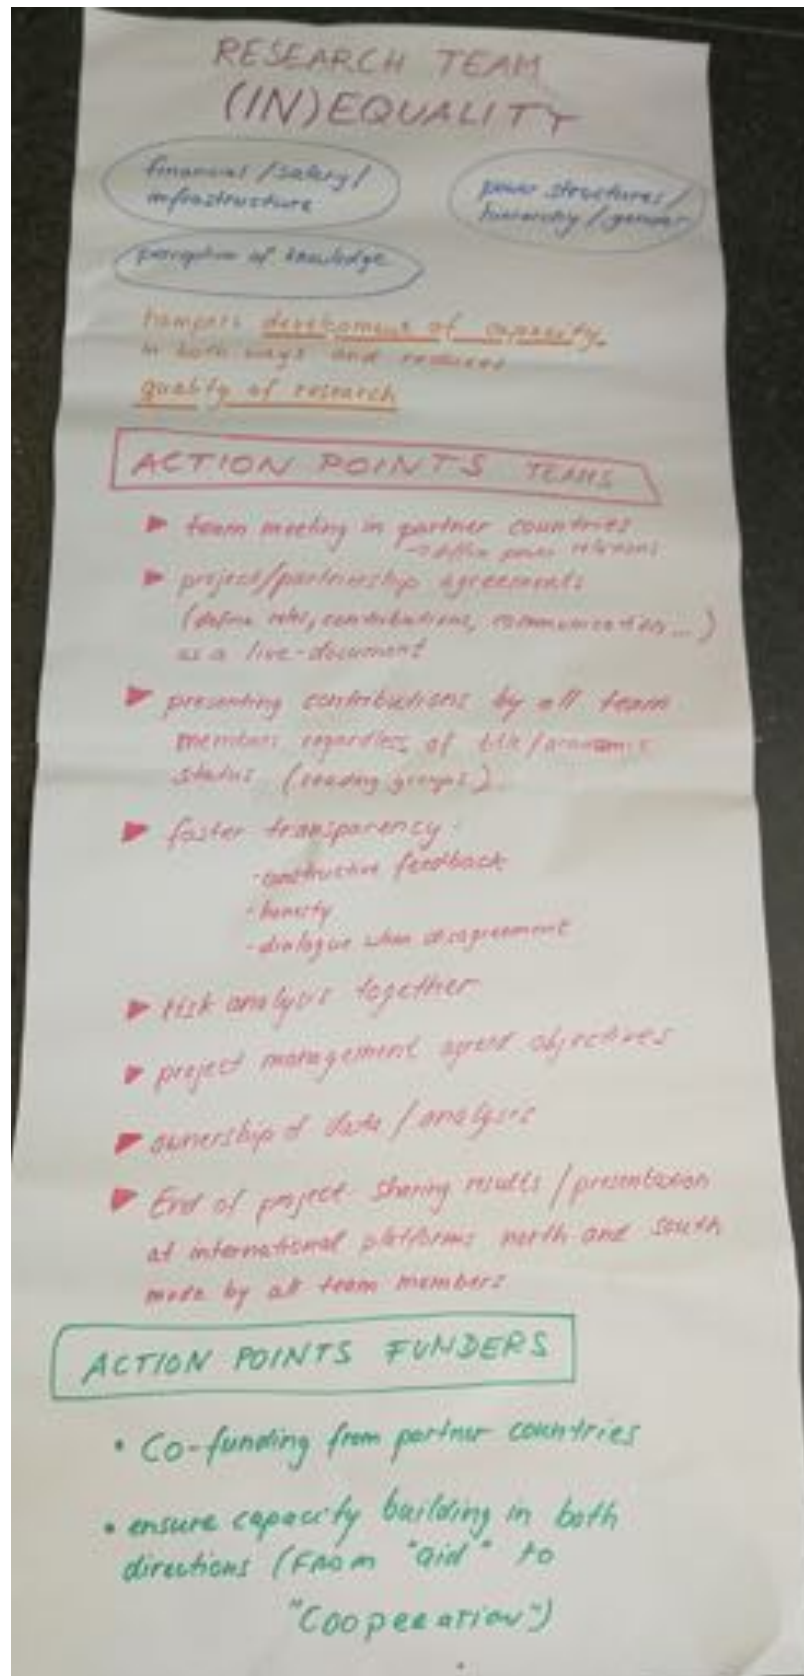 RESEARCH TEAM
(IN)EQUALITY
financial /salary/
infrastructure
power structures/
hierarchy/gender
perception of knowledge
hampers development of capacity
in both ways and reduces
quality of research
ACTION POINTS TEAMS
team meeting in partner countries
power relations
project/partnership agreements
(define roles, contributions, communication...)
as a live-document
presenting contributions by all team
members regardless of title/academic
status (reading groups)
foster transparency
-constructive feedback
-honesty
-dialogue when disagreement
risk analysis together
project management agreed objectives
ownership of data / analysis
End of project sharing results / presentation
at international platforms north and south
made by all team members
ACTION POINTS FUNDERS
• Co-funding from partner countries
• ensure capacity building in both
directions (From "aid" to
"Cooperation")